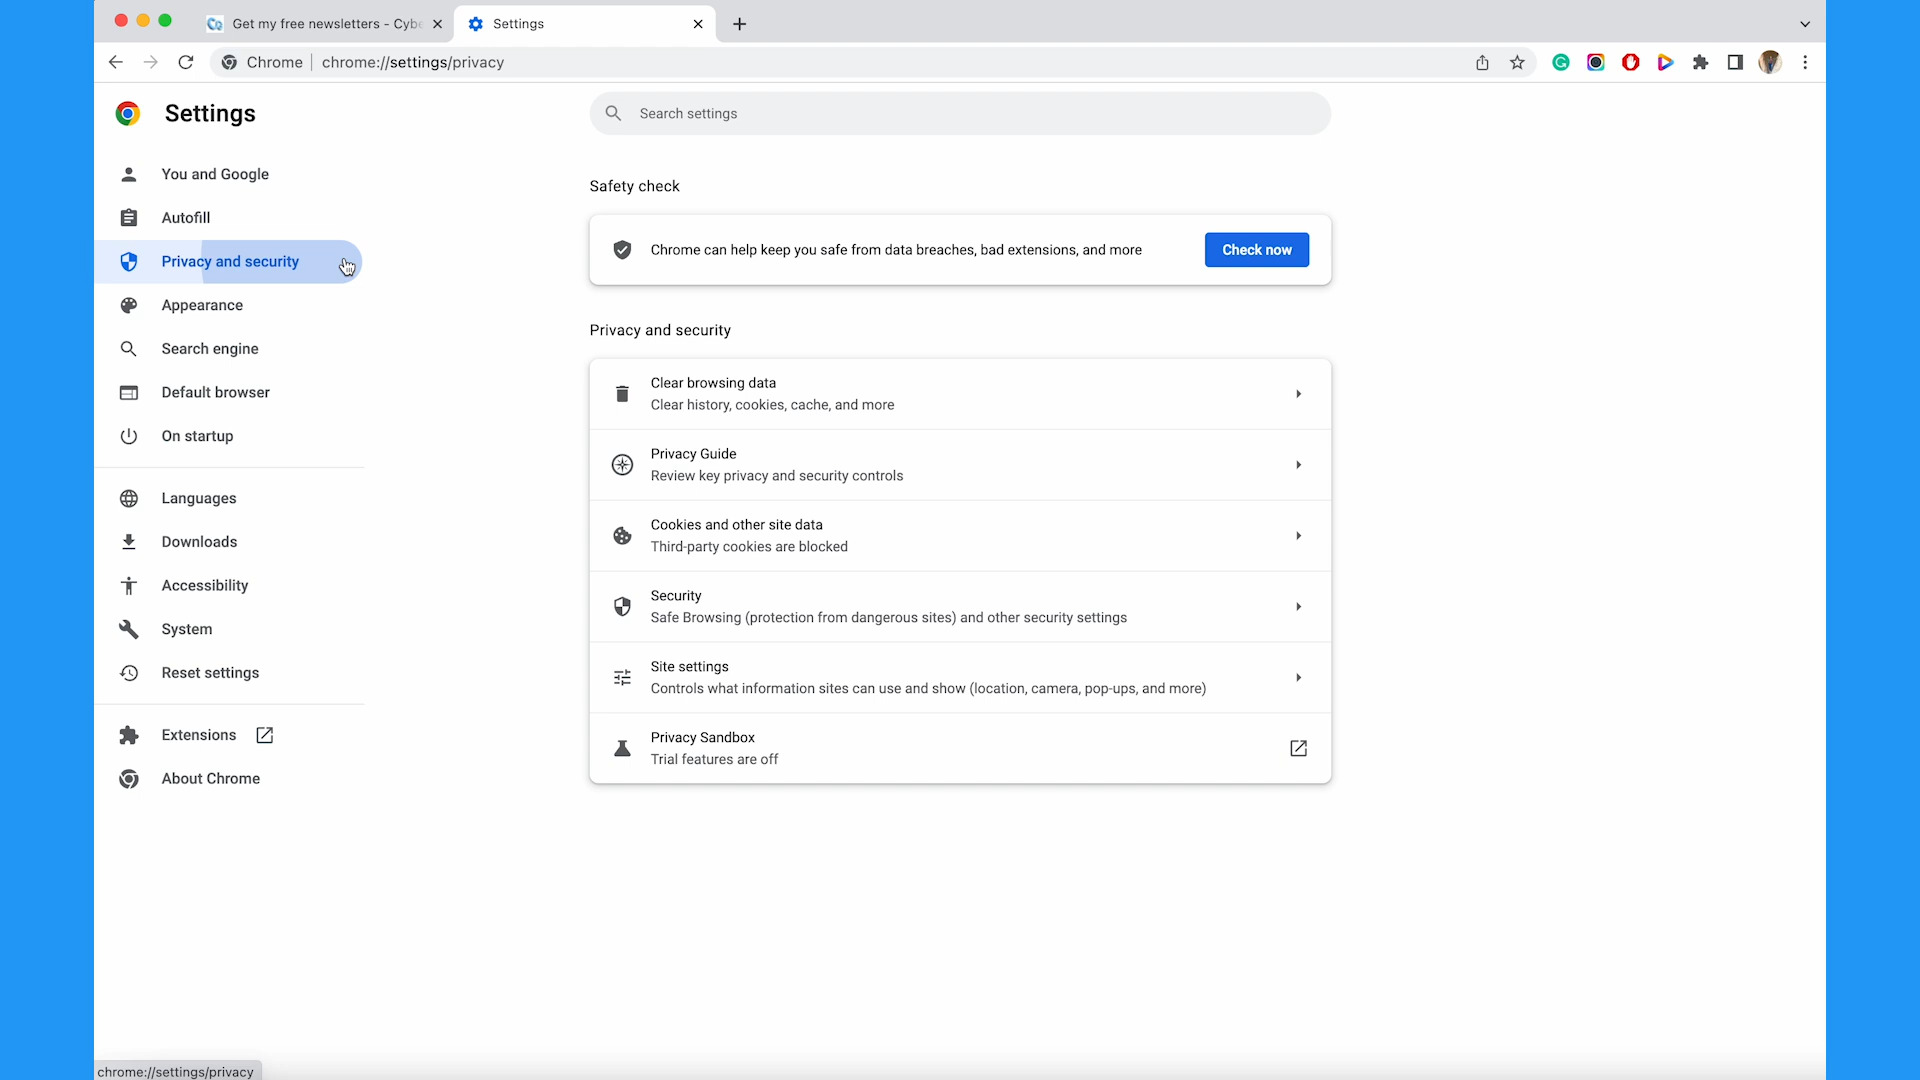 Get my free newsletters - Cybe
Settings
Chrome
chrome://settings/privacy
Settings
Search settings
You and Google
Autofill
Privacy and security
Appearance
Search engine
Default browser
On startup
Languages
Downloads
Accessibility
System
Reset settings
Extensions
About Chrome
Safety check
Chrome can help keep you safe from data breaches, bad extensions, and more
Check now
Privacy and security
Clear browsing data
Clear history, cookies, cache, and more
Privacy Guide
Review key privacy and security controls
Cookies and other site data
Third-party cookies are blocked
Security
Safe Browsing (protection from dangerous sites) and other security settings
Site settings
Controls what information sites can use and show (location, camera, pop-ups, and more)
Privacy Sandbox
Trial features are off
chrome://settings/privacy